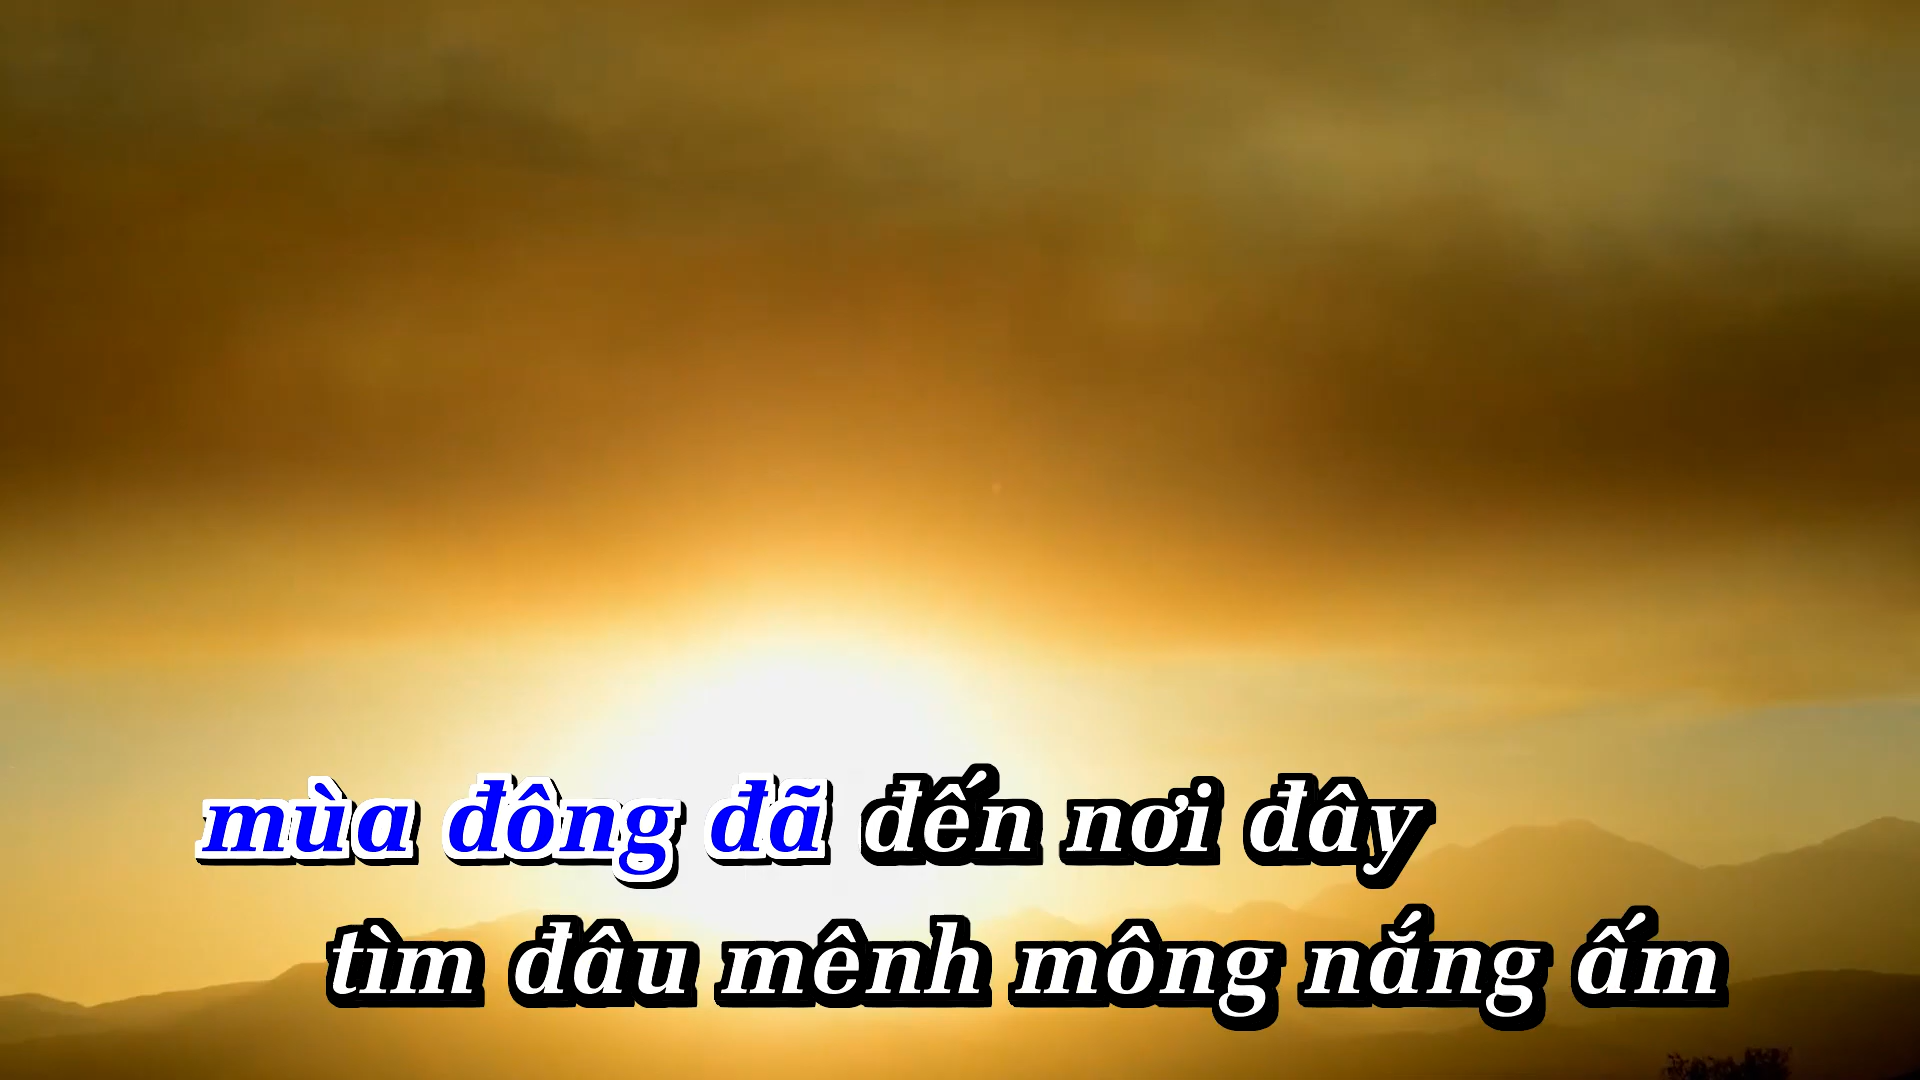 mùa đông đã đến nơi đây
tìm đâu mênh mông nắng ấm